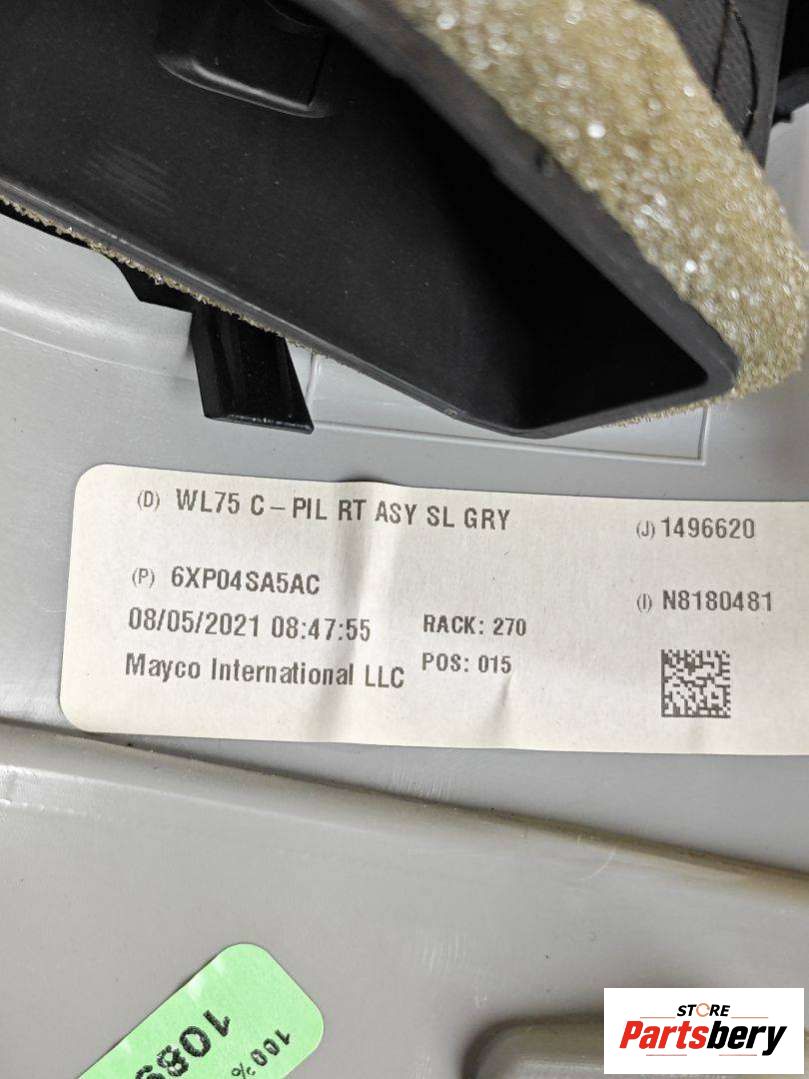 (D) WL75 C-PIL RT ASY SL GRY
(J) 1496620
(P) 6XP04SA5AC
(I) N8180481
08/05/2021 08:47:55
RACK: 270
Mayco International LLC
POS: 015
100%
STORE
Partsbery